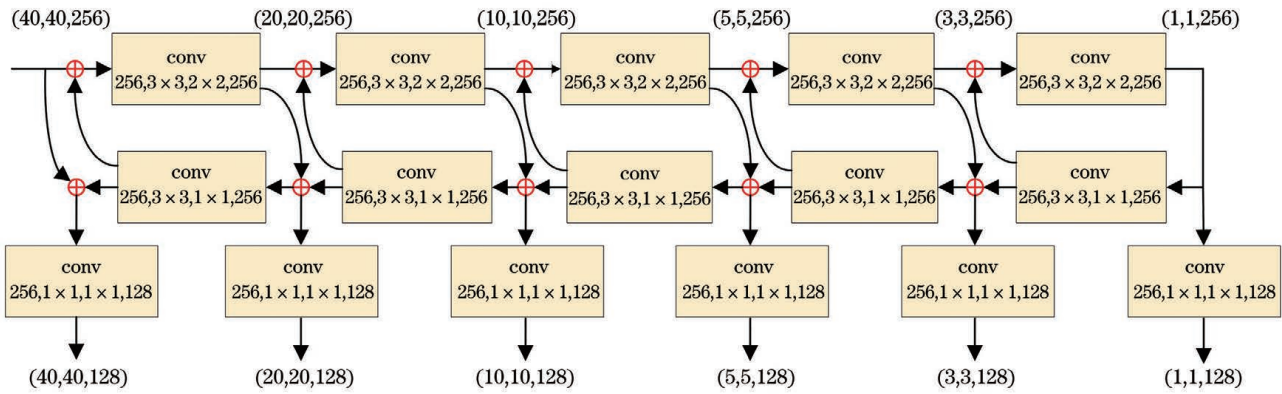 (40,40,256) (20,20,256) (10,10,256) (5,5,256) (3,3,256) (1,1,256)
conv conv conv conv conv
256,3 × 3,2 × 2,256 256,3 × 3,2 × 2,256 256,3 × 3,2 × 2,256 256,3 × 3,2 × 2,256 256,3 × 3,2 × 2,256
conv conv conv conv conv
256,3 × 3,1 × 1,256 256,3 × 3,1 × 1,256 256,3 × 3,1 × 1,256 256,3 × 3,1 × 1,256 256,3 × 3,1 × 1,256
conv conv conv conv conv conv
256,1 × 1,1 × 1,128 256,1 × 1,1 × 1,128 256,1 × 1,1 × 1,128 256,1 × 1,1 × 1,128 256,1 × 1,1 × 1,128 256,1 × 1,1 × 1,128
(40,40,128) (20,20,128) (10,10,128) (5,5,128) (3,3,128) (1,1,128)